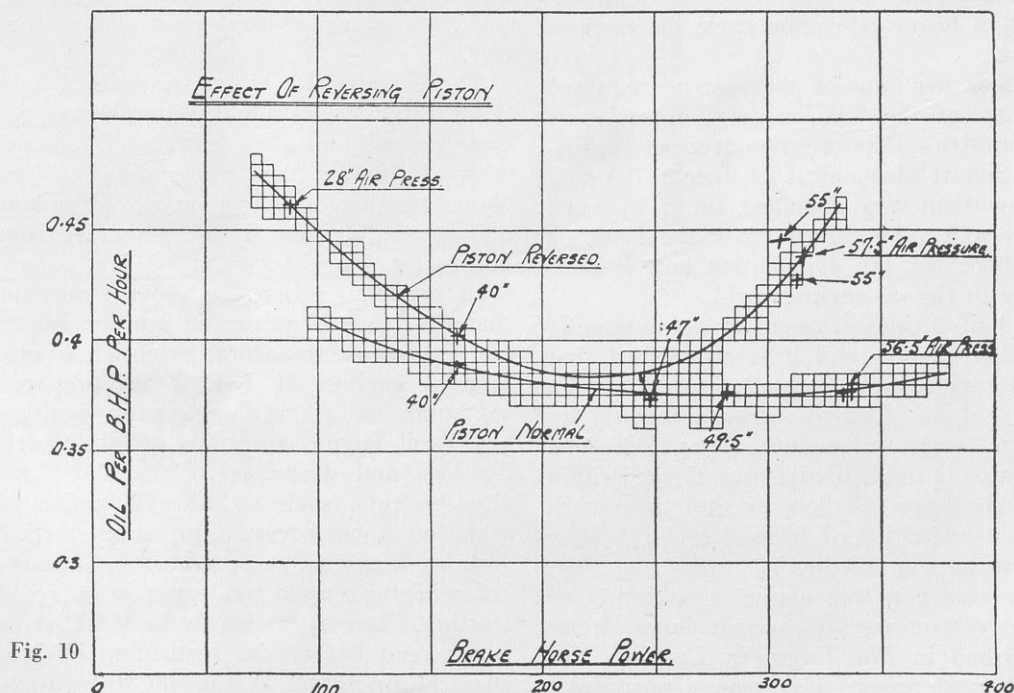 EFFECT OF REVERSING PISTON
28" AIR PRESS.
55"
0.45
57.5" AIR PRESSURE.
PISTON REVERSED.
40"
55"
OIL PER B.H.P. PER HOUR
0.4
47"
56.5 AIR PRESS
40"
PISTON NORMAL
49.5"
0.35
0.3
Fig. 10
BRAKE HORSE POWER.
0 100 200 300 400